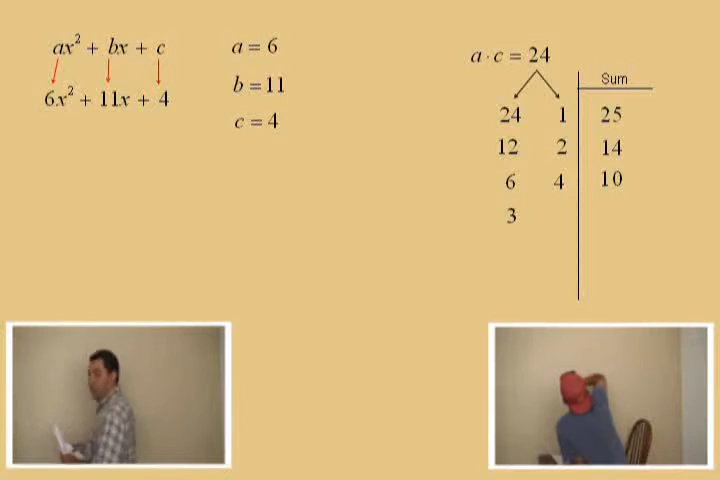 ax² + bx + c
6x² + 11x + 4
a = 6
b = 11
c = 4
a · c = 24
Sum
24 1 25
12 2 14
6 4 10
3